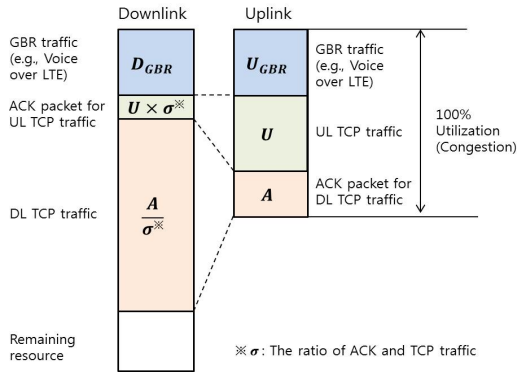 Downlink
Uplink
GBR traffic
(e.g., Voice
over LTE)
D_GBR
U_GBR
GBR traffic
(e.g., Voice
over LTE)
ACK packet for
UL TCP traffic
U × σ※
U
UL TCP traffic
100%
Utilization
(Congestion)
DL TCP traffic
A
σ※
A
ACK packet for
DL TCP traffic
Remaining
resource
※ σ: The ratio of ACK and TCP traffic